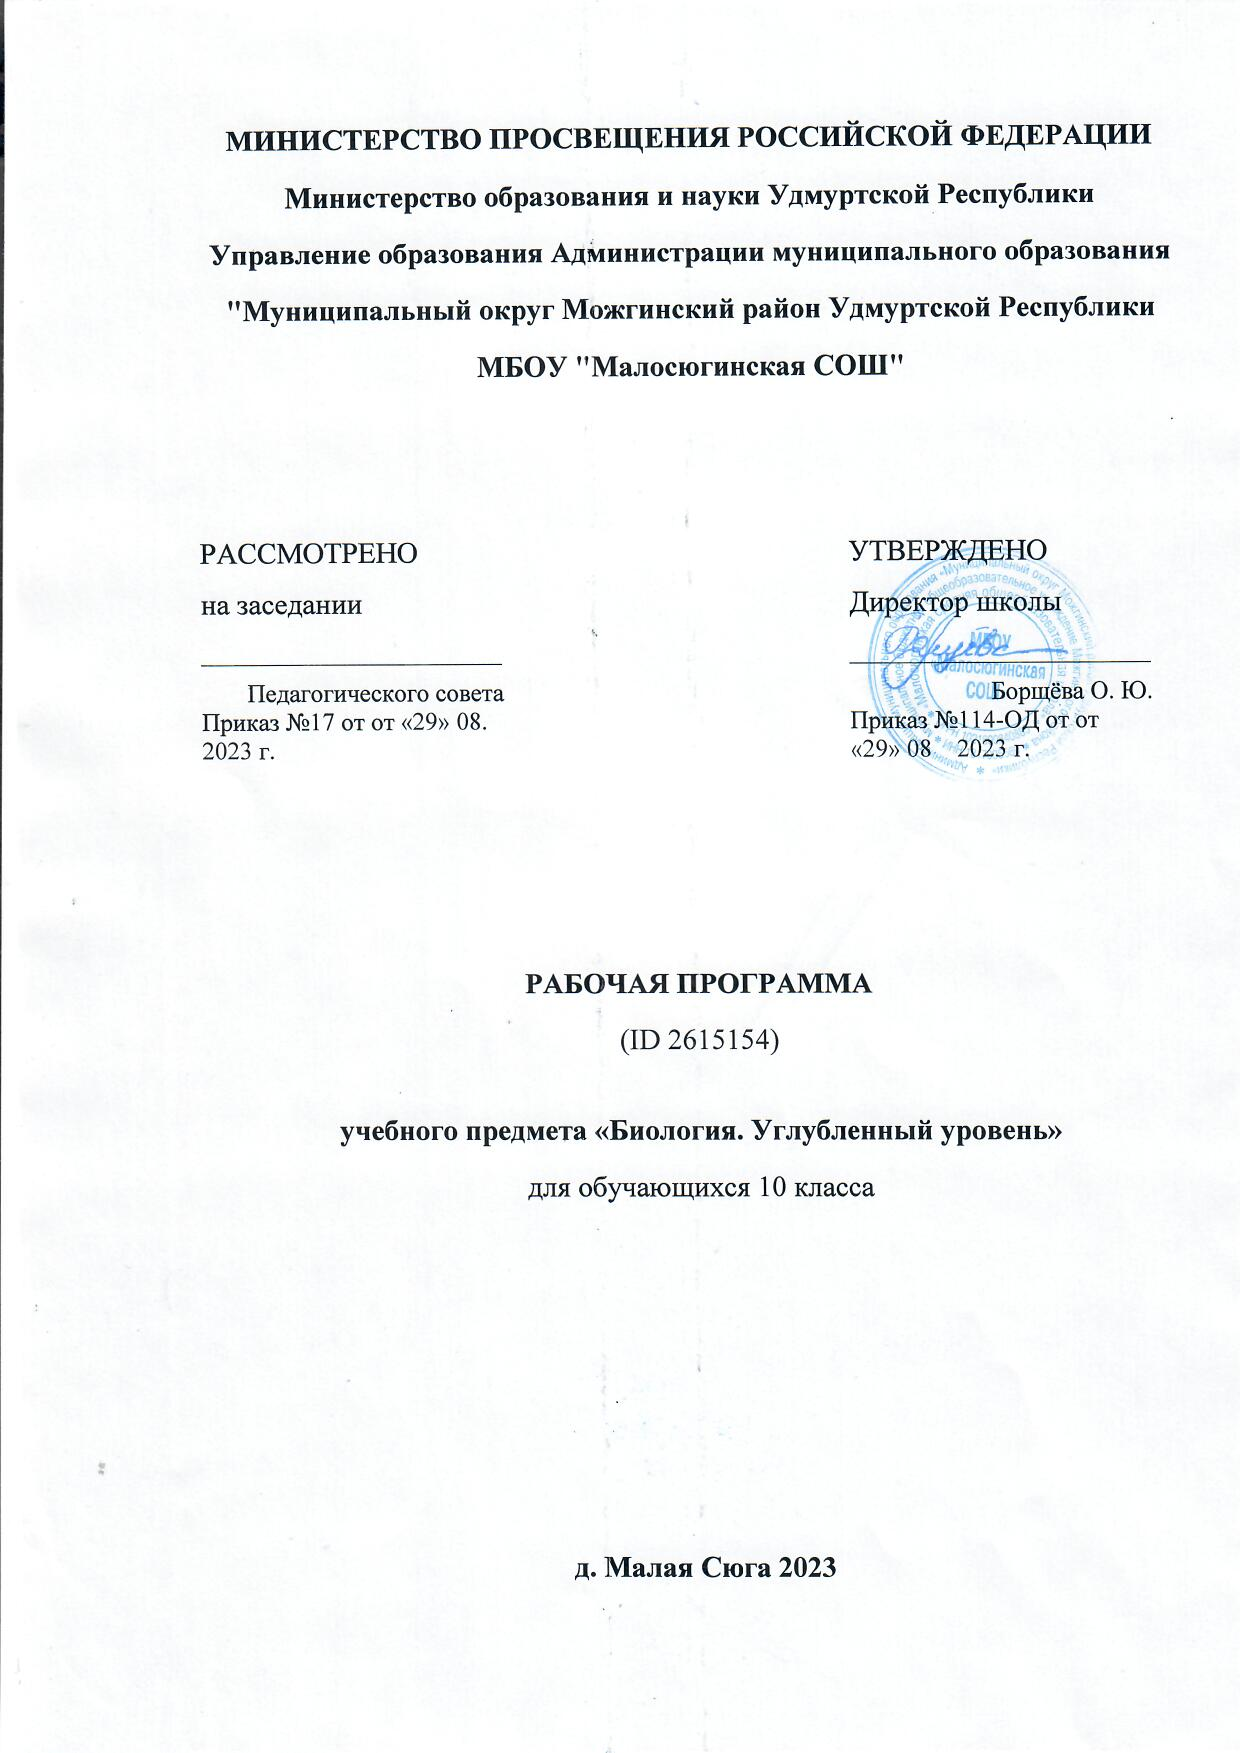 МИНИСТЕРСТВО ПРОСВЕЩЕНИЯ РОССИЙСКОЙ ФЕДЕРАЦИИ
Министерство образования и науки Удмуртской Республики
Управление образования Администрации муниципального образования
"Муниципальный округ Можгинский район Удмуртской Республики
МБОУ "Малосюгинская СОШ"
РАССМОТРЕНО
на заседании
Педагогического совета
Приказ №17 от от «29» 08.
2023 г.
УТВЕРЖДЕНО
Директор школы
МБОУ
«Малосюгинская
СОШ»
Борщёва О. Ю.
Приказ №114-ОД от от
«29» 08 2023 г.
РАБОЧАЯ ПРОГРАММА
(ID 2615154)
учебного предмета «Биология. Углубленный уровень»
для обучающихся 10 класса
д. Малая Сюга 2023